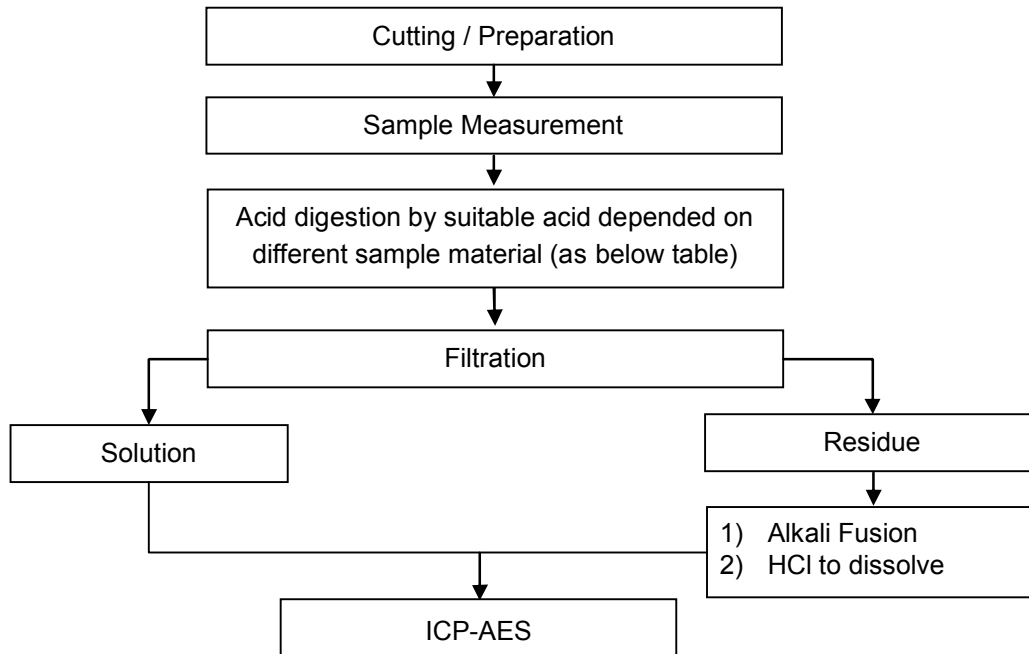 Cutting / Preparation
Sample Measurement
Acid digestion by suitable acid depended on
different sample material (as below table)
Filtration
Solution
Residue
1) Alkali Fusion
2) HCl to dissolve
ICP-AES